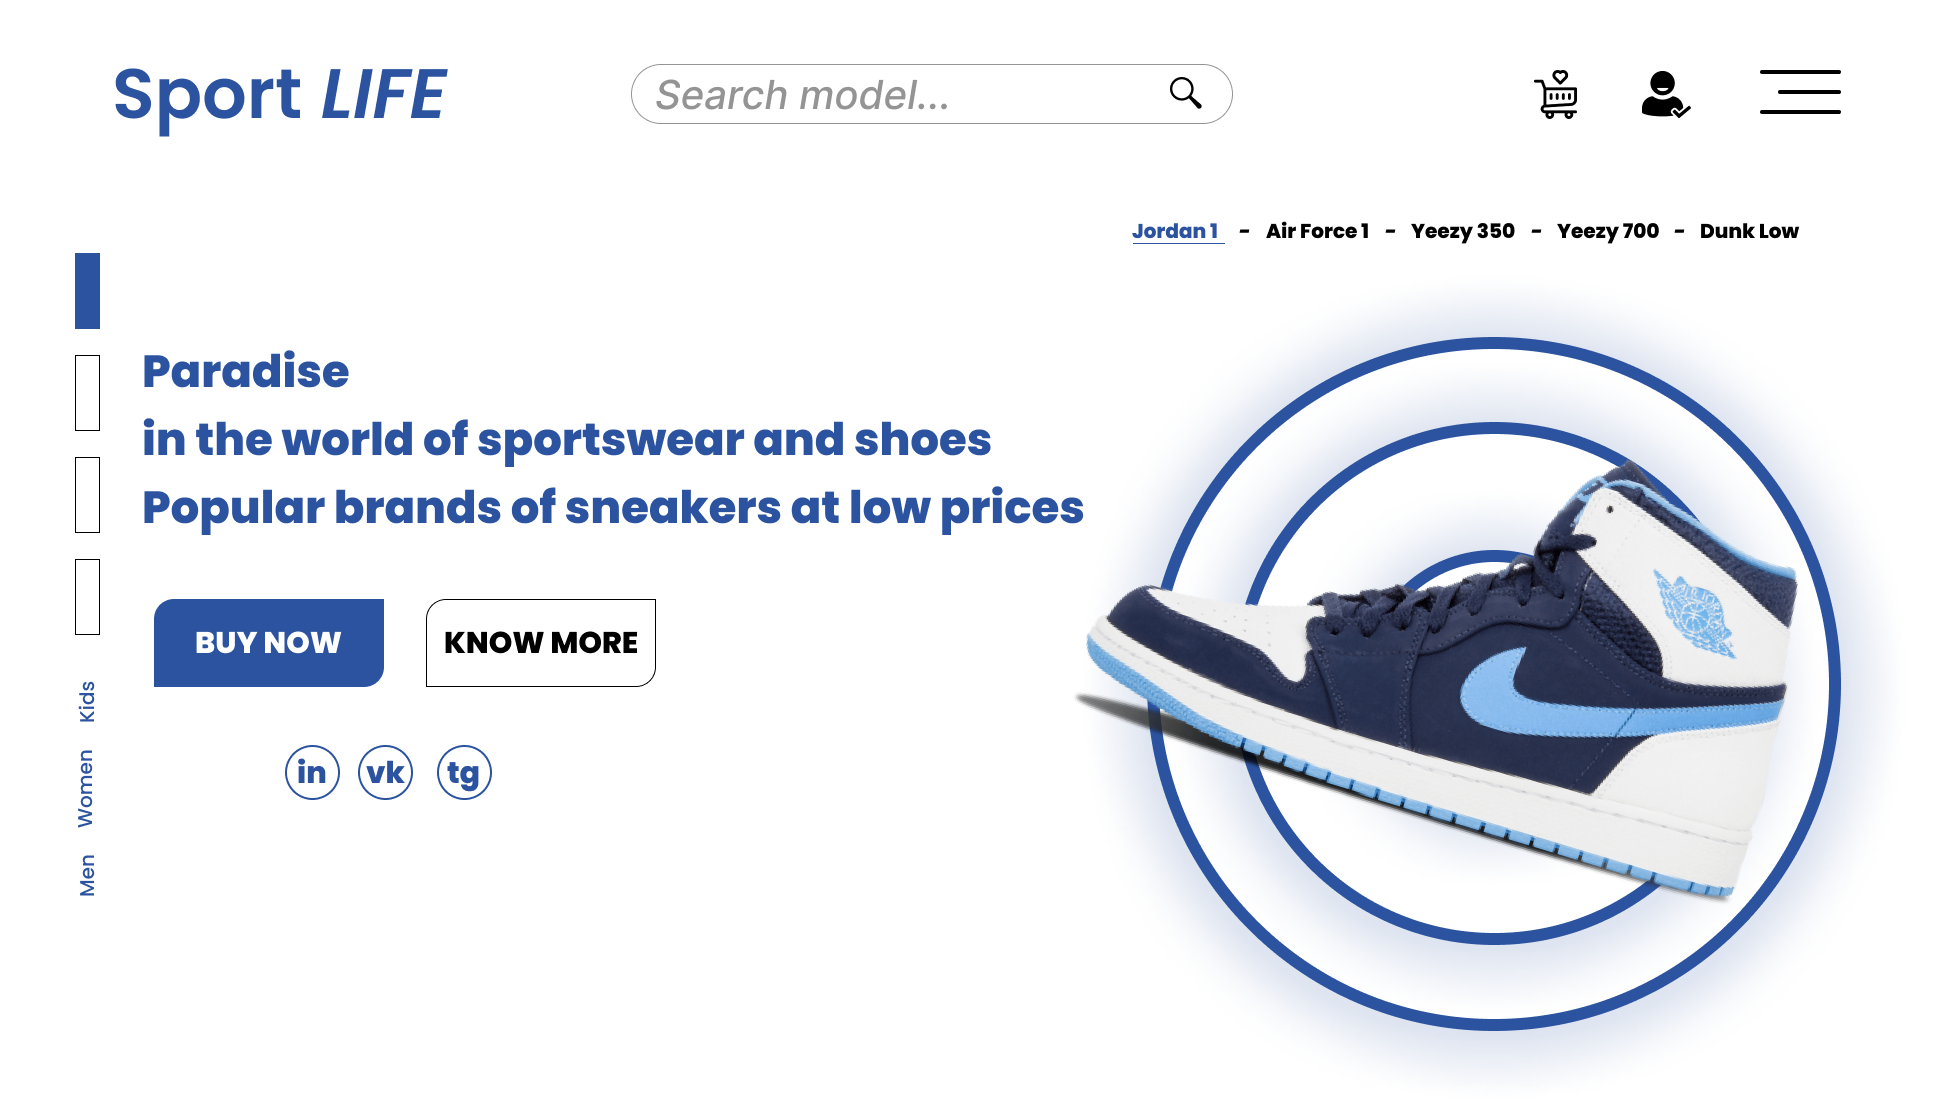 Sport LIFE
Search model...
Jordan 1 - Air Force 1 - Yeezy 350 - Yeezy 700 - Dunk Low
Paradise
in the world of sportswear and shoes
Popular brands of sneakers at low prices
BUY NOW
KNOW MORE
in vk tg
Kids
Women
Men